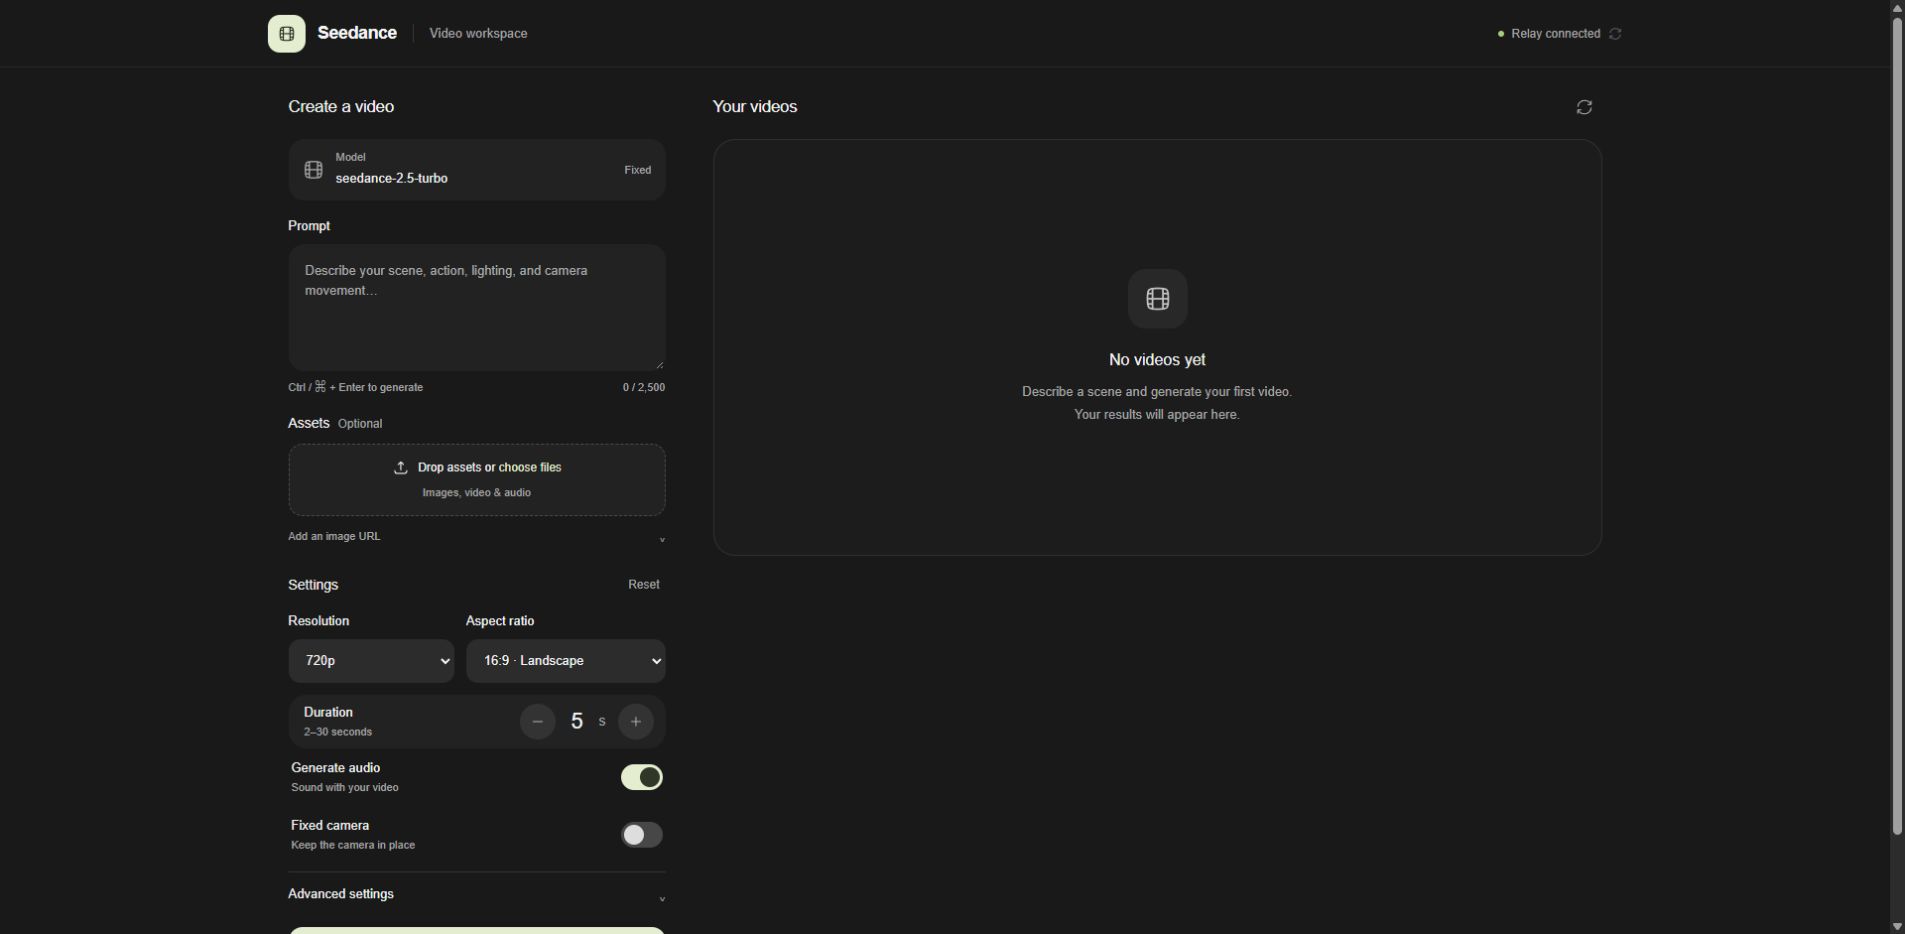 Seedance
Video workspace
Relay connected
Create a video
Model
seedance-2.5-turbo
Fixed
Prompt
Describe your scene, action, lighting, and camera
movement…
Ctrl / ⌘ + Enter to generate
0 / 2,500
Assets Optional
Drop assets or choose files
Images, video & audio
Add an image URL
Settings
Reset
Resolution
Aspect ratio
720p
16:9 · Landscape
Duration
2–30 seconds
5 s
Generate audio
Sound with your video
Fixed camera
Keep the camera in place
Advanced settings
Your videos
No videos yet
Describe a scene and generate your first video.
Your results will appear here.